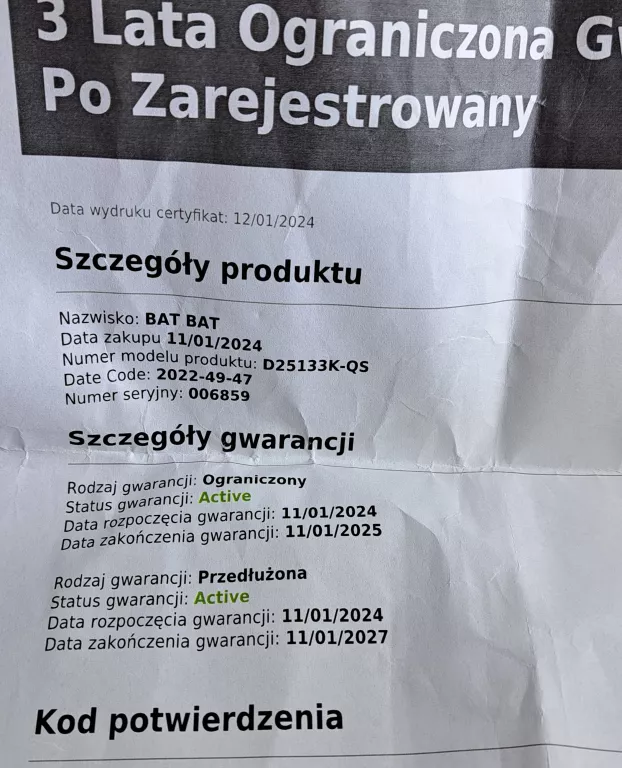 3 Lata Ograniczona
Po Zarejestrowany
Data wydruku certyfikat: 12/01/2024
Szczegóły produktu
Nazwisko: BAT BAT
Data zakupu 11/01/2024
Numer modelu produktu: D25133K-QS
Date Code: 2022-49-47
Numer seryjny: 006859
Szczegóły gwarancji
Rodzaj gwarancji: Ograniczony
Status gwarancji: Active
Data rozpoczęcia gwarancji: 11/01/2024
Data zakończenia gwarancji: 11/01/2025
Rodzaj gwarancji: Przedłużona
Status gwarancji: Active
Data rozpoczęcia gwarancji: 11/01/2024
Data zakończenia gwarancji: 11/01/2027
Kod potwierdzenia